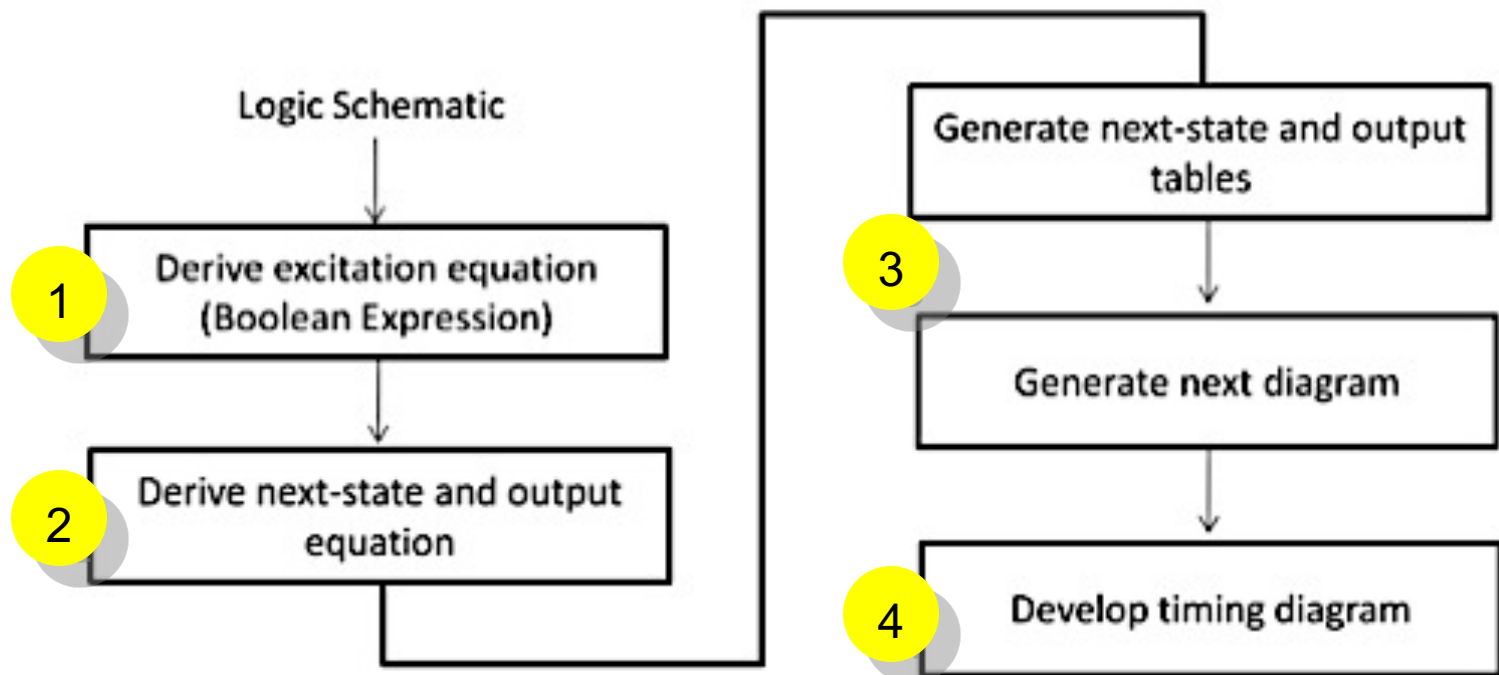 Logic Schematic
1
Derive excitation equation
(Boolean Expression)
2
Derive next-state and output
equation
Generate next-state and output
tables
3
Generate next diagram
4
Develop timing diagram